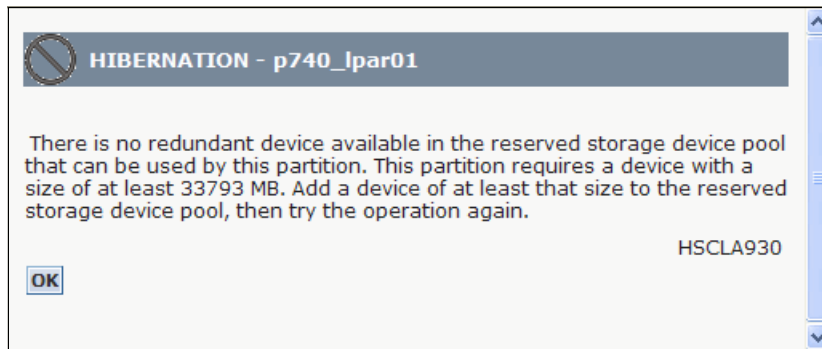 HIBERNATION - p740_lpar01
There is no redundant device available in the reserved storage device pool
that can be used by this partition. This partition requires a device with a
size of at least 33793 MB. Add a device of at least that size to the reserved
storage device pool, then try the operation again.
HSCLA930
OK